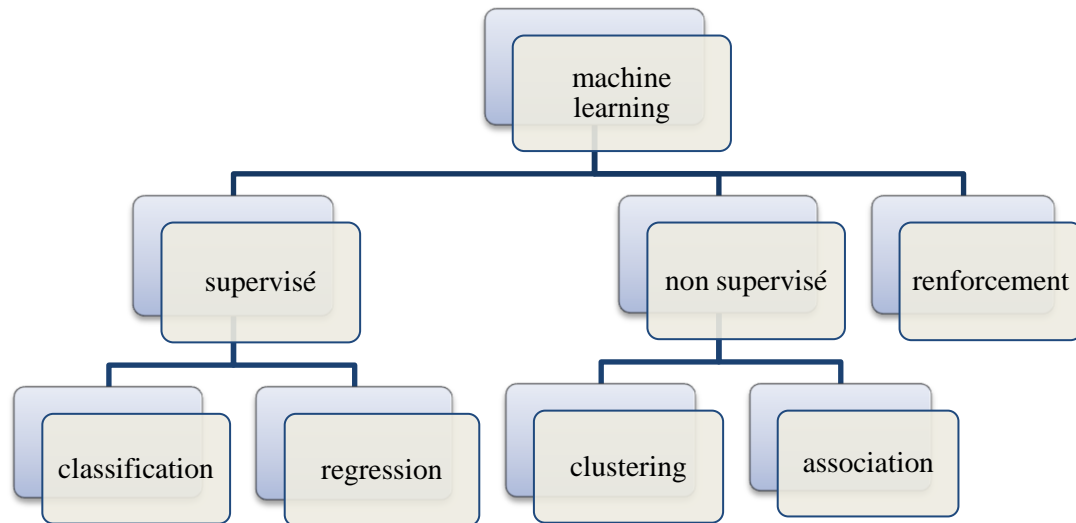 machine
learning
supervisé
non supervisé
renforcement
classification
regression
clustering
association